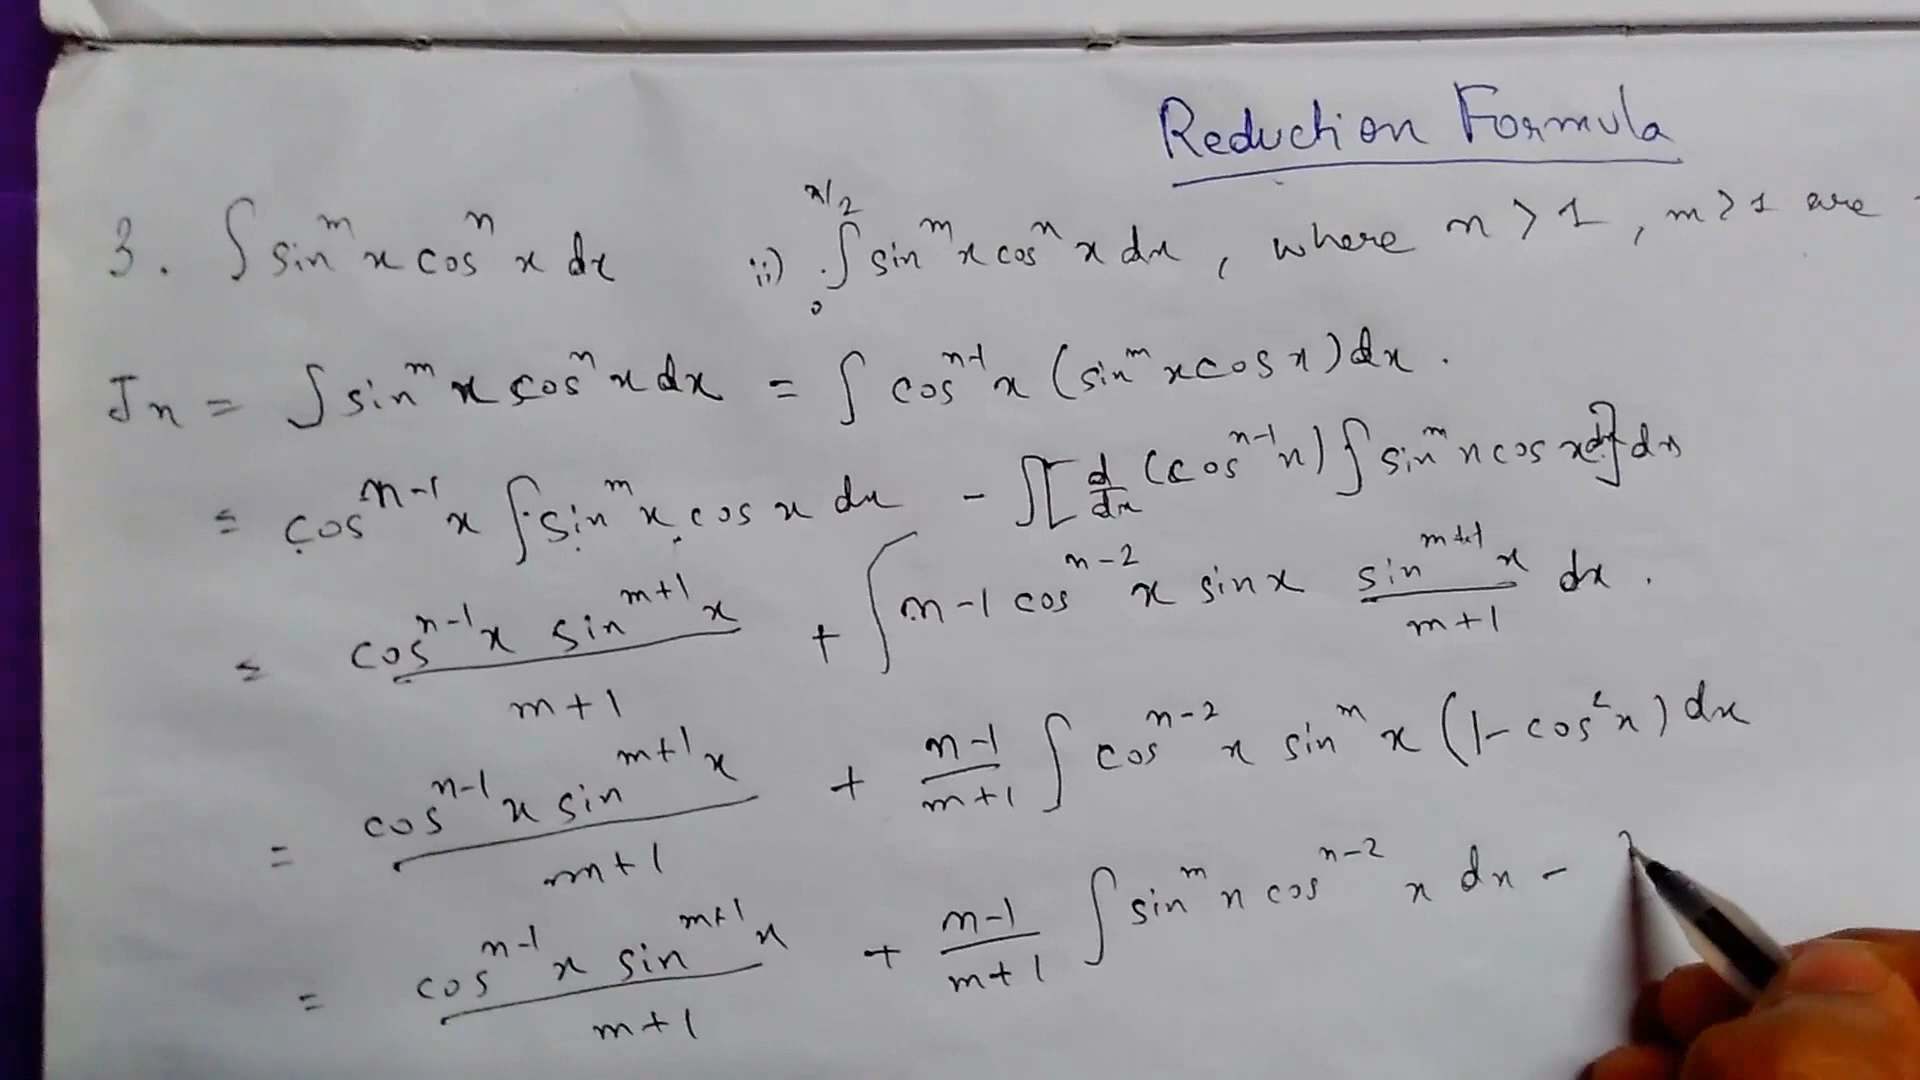 Reduction Formula
3. ∫ sin^m x cos^n x dx ii) ∫_0^{π/2} sin^m x cos^n x dx, where n > 1, m > 1 are
J_n = ∫ sin^m x cos^n x dx = ∫ cos^{n-1} x (sin^m x cos x) dx.
= cos^{n-1} x ∫ sin^m x cos x dx - ∫[d/dx (cos^{n-1} x) ∫ sin^m x cos x dx] dx
= cos^{n-1} x sin^{m+1} x / m+1 + ∫ n-1 cos^{n-2} x sin x sin^{m+1} x / m+1 dx.
= cos^{n-1} x sin^{m+1} x / m+1 + n-1 / m+1 ∫ cos^{n-2} x sin^m x (1-cos^2 x) dx
= cos^{n-1} x sin^{m+1} x / m+1 + n-1 / m+1 ∫ sin^m x cos^{n-2} x dx -